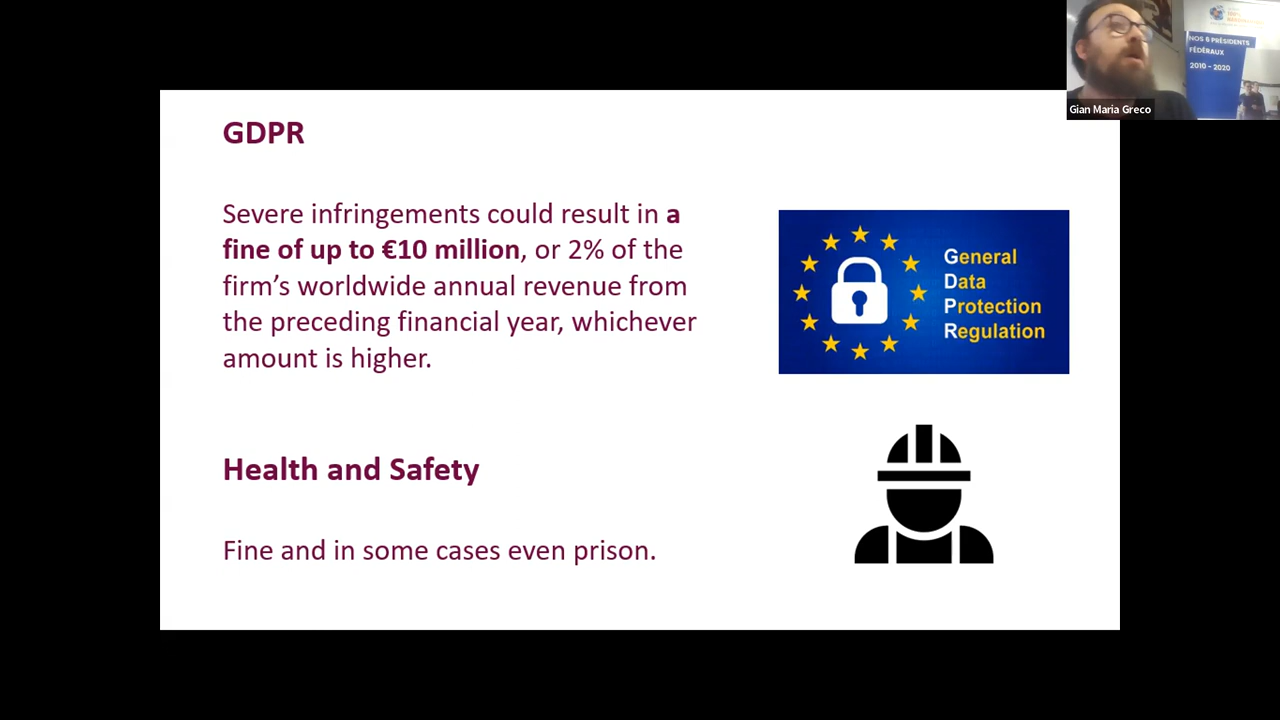 GDPR
Severe infringements could result in a
fine of up to €10 million, or 2% of the
firm’s worldwide annual revenue from
the preceding financial year, whichever
amount is higher.
General
Data
Protection
Regulation
Health and Safety
Fine and in some cases even prison.
NOS 5 PRÉSIDENTS
FÉDÉRAUX
2010 - 2020
Gian Maria Greco